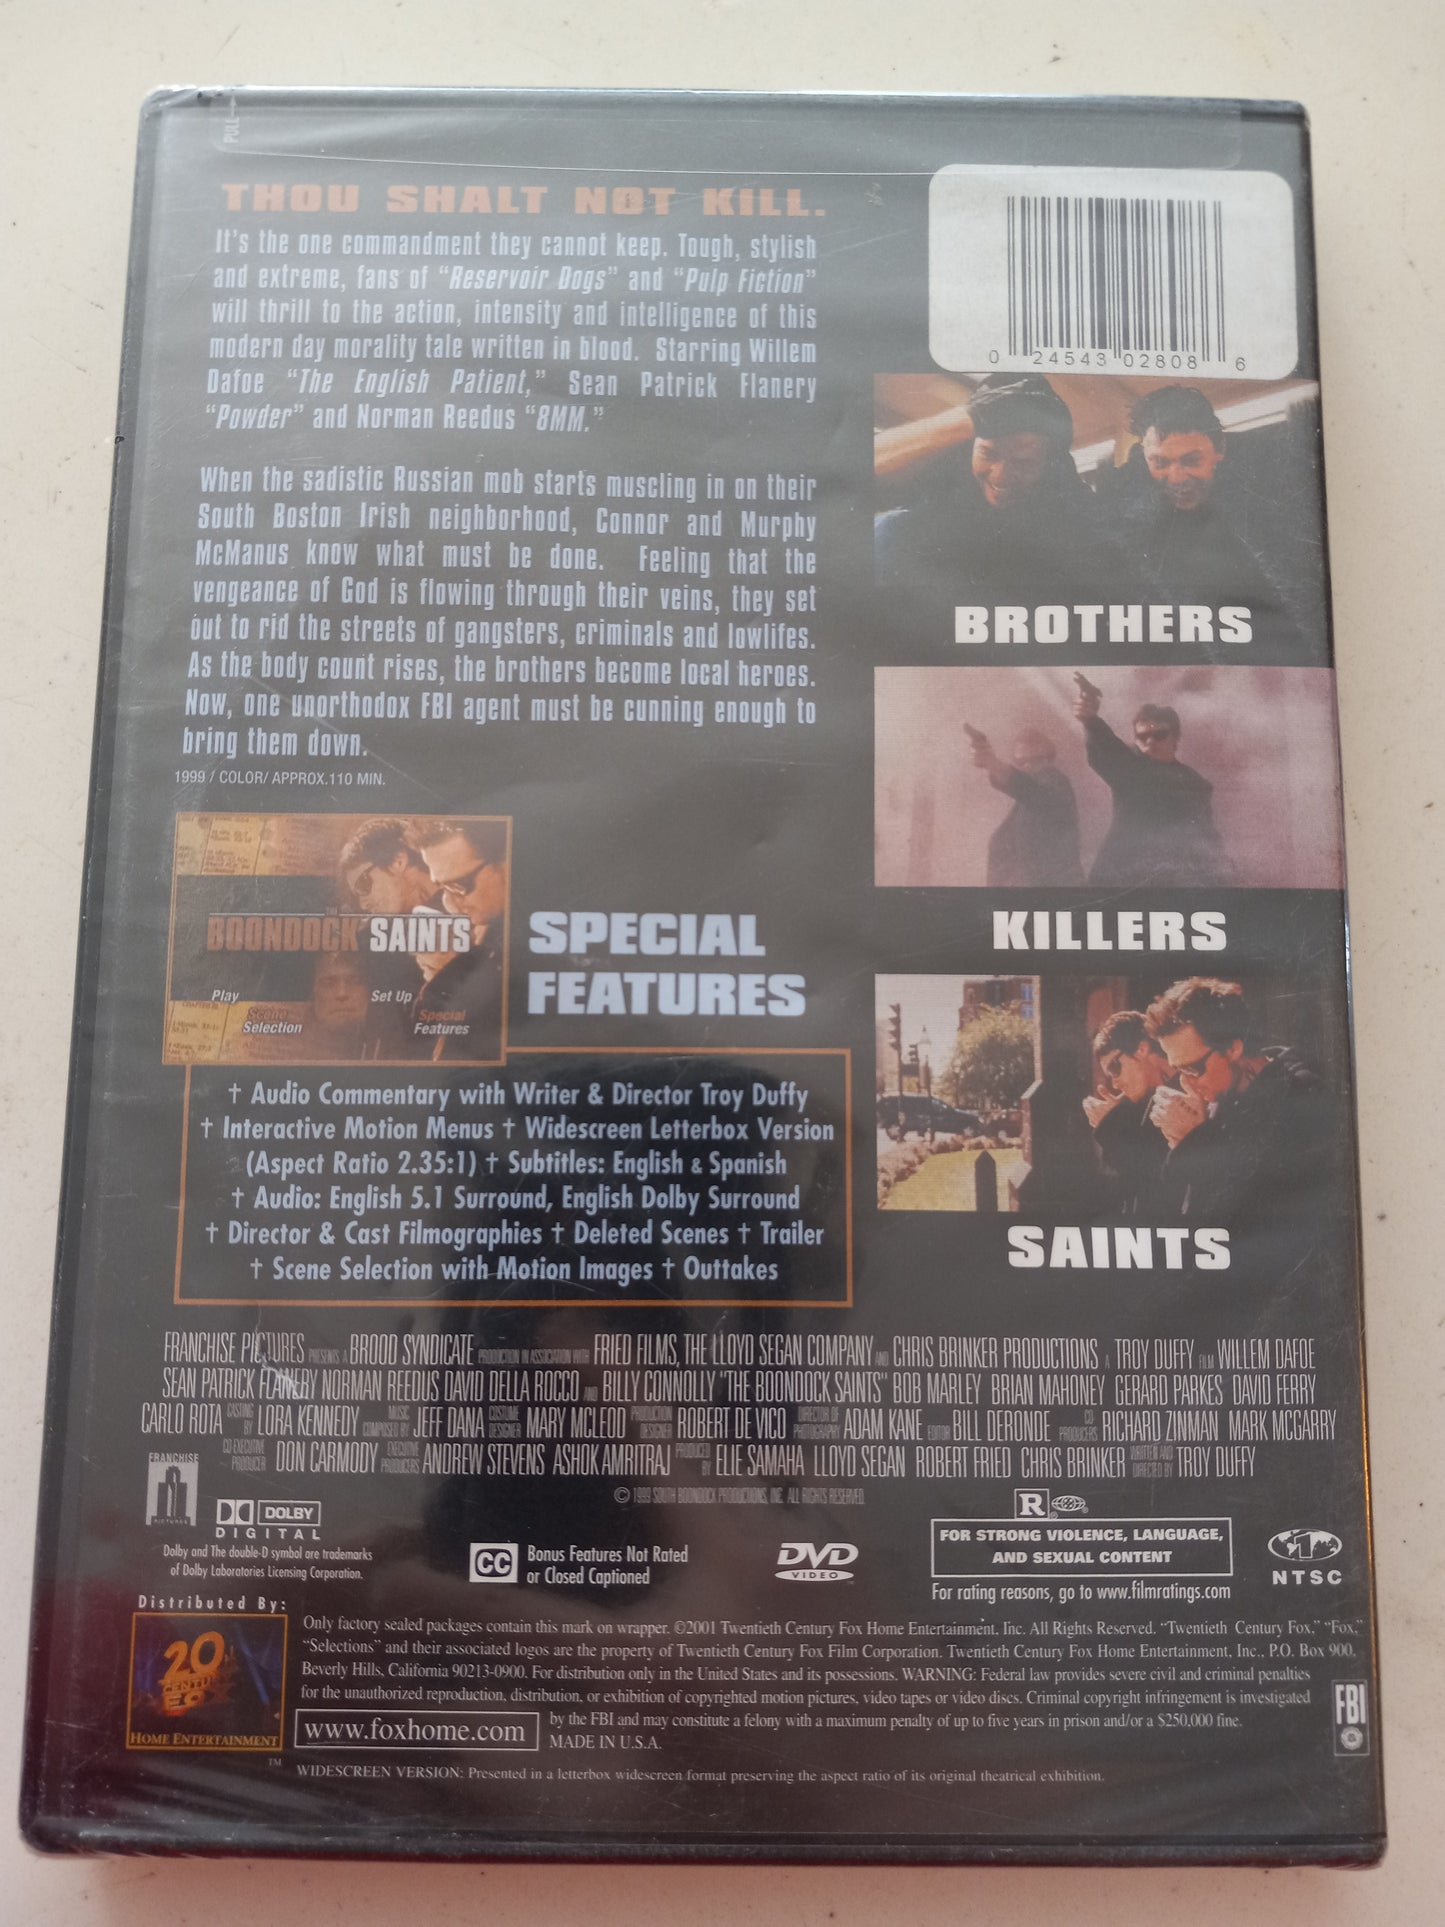 PULL
THOU SHALT NOT KILL.
It's the one commandment they cannot keep. Tough, stylish
and extreme, fans of "Reservoir Dogs" and "Pulp Fiction"
will thrill to the action, intensity and intelligence of this
modern day morality tale written in blood. Starring Willem
Dafoe "The English Patient," Sean Patrick Flanery
"Powder" and Norman Reedus "8MM."
When the sadistic Russian mob starts muscling in on their
South Boston Irish neighborhood, Connor and Murphy
McManus know what must be done. Feeling that the
vengeance of God is flowing through their veins, they set
out to rid the streets of gangsters, criminals and lowlifes.
As the body count rises, the brothers become local heroes.
Now, one unorthodox FBI agent must be cunning enough to
bring them down.
1999 / COLOR/ APPROX.110 MIN.
0 24543 02808 6
BROTHERS
KILLERS
SAINTS
THE
BOONDOCK SAINTS
Play
Set Up
Scene
Selection
Special
Features
SPECIAL
FEATURES
† Audio Commentary with Writer & Director Troy Duffy
† Interactive Motion Menus † Widescreen Letterbox Version
(Aspect Ratio 2.35:1) † Subtitles: English & Spanish
† Audio: English 5.1 Surround, English Dolby Surround
† Director & Cast Filmographies † Deleted Scenes † Trailer
† Scene Selection with Motion Images † Outtakes
FRANCHISE PICTURES PRESENTS A BROOD SYNDICATE PRODUCTION IN ASSOCIATION WITH FRIED FILMS, THE LLOYD SEGAN COMPANY AND CHRIS BRINKER PRODUCTIONS A TROY DUFFY FILM WILLEM DAFOE
SEAN PATRICK FLANERY NORMAN REEDUS DAVID DELLA ROCCO AND BILLY CONNOLLY "THE BOONDOCK SAINTS" BOB MARLEY BRIAN MAHONEY GERARD PARKES DAVID FERRY
CARLO ROTA CASTING BY LORA KENNEDY MUSIC COMPOSED BY JEFF DANA COSTUME DESIGNER MARY MCLEOD PRODUCTION DESIGNER ROBERT DE VICO DIRECTOR OF PHOTOGRAPHY ADAM KANE EDITOR BILL DERONDE CO PRODUCERS RICHARD ZINMAN MARK MCGARRY
CO EXECUTIVE PRODUCER DON CARMODY EXECUTIVE PRODUCERS ANDREW STEVENS ASHOK AMRITRAJ PRODUCED BY ELIE SAMAHA LLOYD SEGAN ROBERT FRIED CHRIS BRINKER WRITTEN AND DIRECTED BY TROY DUFFY
© 1999 SOUTH BOONDOCK PRODUCTIONS, INC. ALL RIGHTS RESERVED.
FRANCHISE
PICTURES
DOLBY
DIGITAL
Dolby and The double-D symbol are trademarks
of Dolby Laboratories Licensing Corporation.
CC
Bonus Features Not Rated
or Closed Captioned
DVD
VIDEO
R
FOR STRONG VIOLENCE, LANGUAGE,
AND SEXUAL CONTENT
For rating reasons, go to www.filmratings.com
1
NTSC
Distributed By:
20
CENTURY
FOX
HOME ENTERTAINMENT
TM
Only factory sealed packages contain this mark on wrapper. ©2001 Twentieth Century Fox Home Entertainment, Inc. All Rights Reserved. "Twentieth Century Fox," "Fox,"
"Selections" and their associated logos are the property of Twentieth Century Fox Film Corporation. Twentieth Century Fox Home Entertainment, Inc., P.O. Box 900,
Beverly Hills, California 90213-0900. For distribution only in the United States and its possessions. WARNING: Federal law provides severe civil and criminal penalties
for the unauthorized reproduction, distribution, or exhibition of copyrighted motion pictures, video tapes or video discs. Criminal copyright infringement is investigated
by the FBI and may constitute a felony with a maximum penalty of up to five years in prison and/or a $250,000 fine.
www.foxhome.com
MADE IN U.S.A.
FBI
WIDESCREEN VERSION: Presented in a letterbox widescreen format preserving the aspect ratio of its original theatrical exhibition.